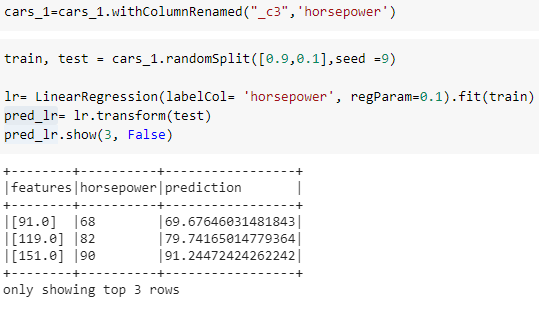 cars_1=cars_1.withColumnRenamed("_c3",'horsepower')
train, test = cars_1.randomSplit([0.9,0.1],seed =9)
lr= LinearRegression(labelCol= 'horsepower', regParam=0.1).fit(train)
pred_lr= lr.transform(test)
pred_lr.show(3, False)
+--------+----------+-----------------+
|features|horsepower|prediction       |
+--------+----------+-----------------+
|[91.0]  |68        |69.67646031481843|
|[119.0] |82        |79.74165014779364|
|[151.0] |90        |91.24472424262242|
+--------+----------+-----------------+
only showing top 3 rows